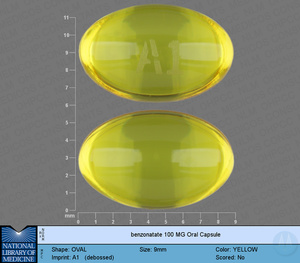 A1
11
10
9
8
7
6
5
4
3
2
1
0
mm
0 1 2 3 4 5 6 7 8 9
benzonatate 100 MG Oral Capsule
NATIONAL
LIBRARY OF
MEDICINE
Shape: OVAL Size: 9mm Color: YELLOW
Imprint: A1 (debossed) Scored: No